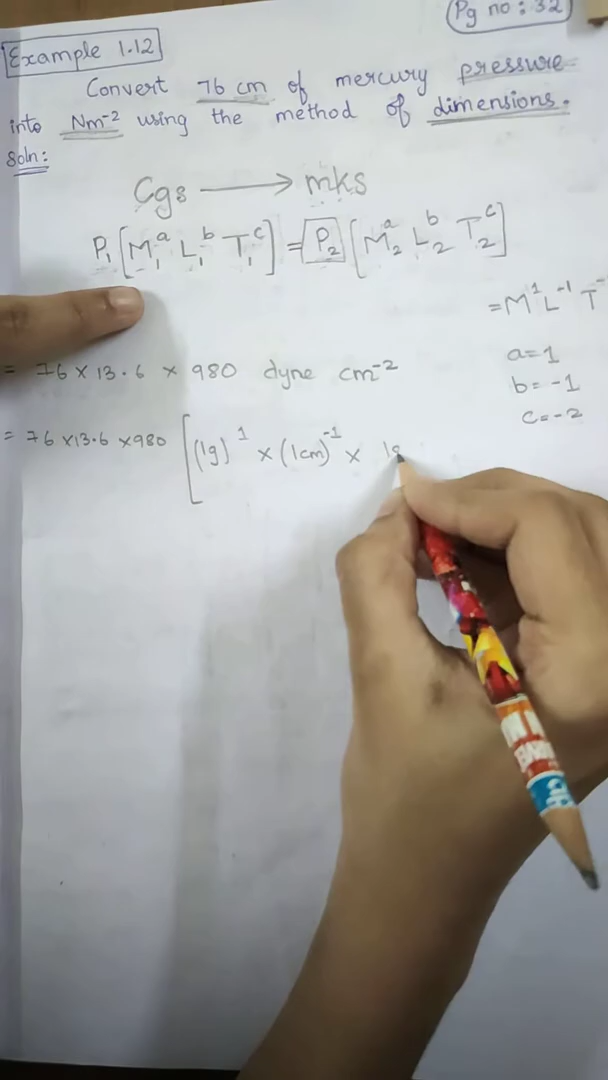 Pg no : 32
Example 1.12
Convert 76 cm of mercury pressure
into Nm⁻² using the method of dimensions.
Soln:
Cgs → mks
P₁[M₁ᵃ L₁ᵇ T₁ᶜ] = P₂ [M₂ᵃ L₂ᵇ T₂ᶜ]
= M¹ L⁻¹ T⁻
= 76 × 13.6 × 980 dyne cm⁻²
a=1
b= -1
c= -2
= 76 ×13.6 ×980 [(1g)¹ × (1cm)⁻¹ × 1s